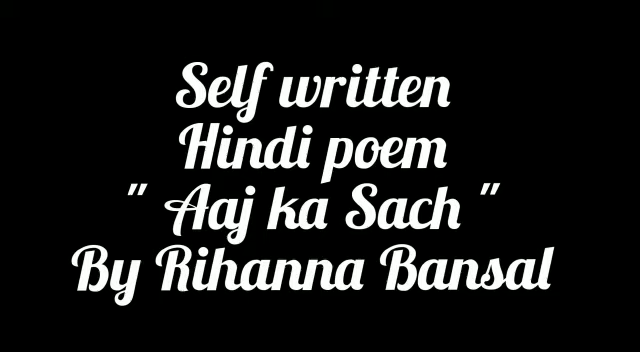 Self written
Hindi poem
" Aaj ka Sach "
By Rihanna Bansal